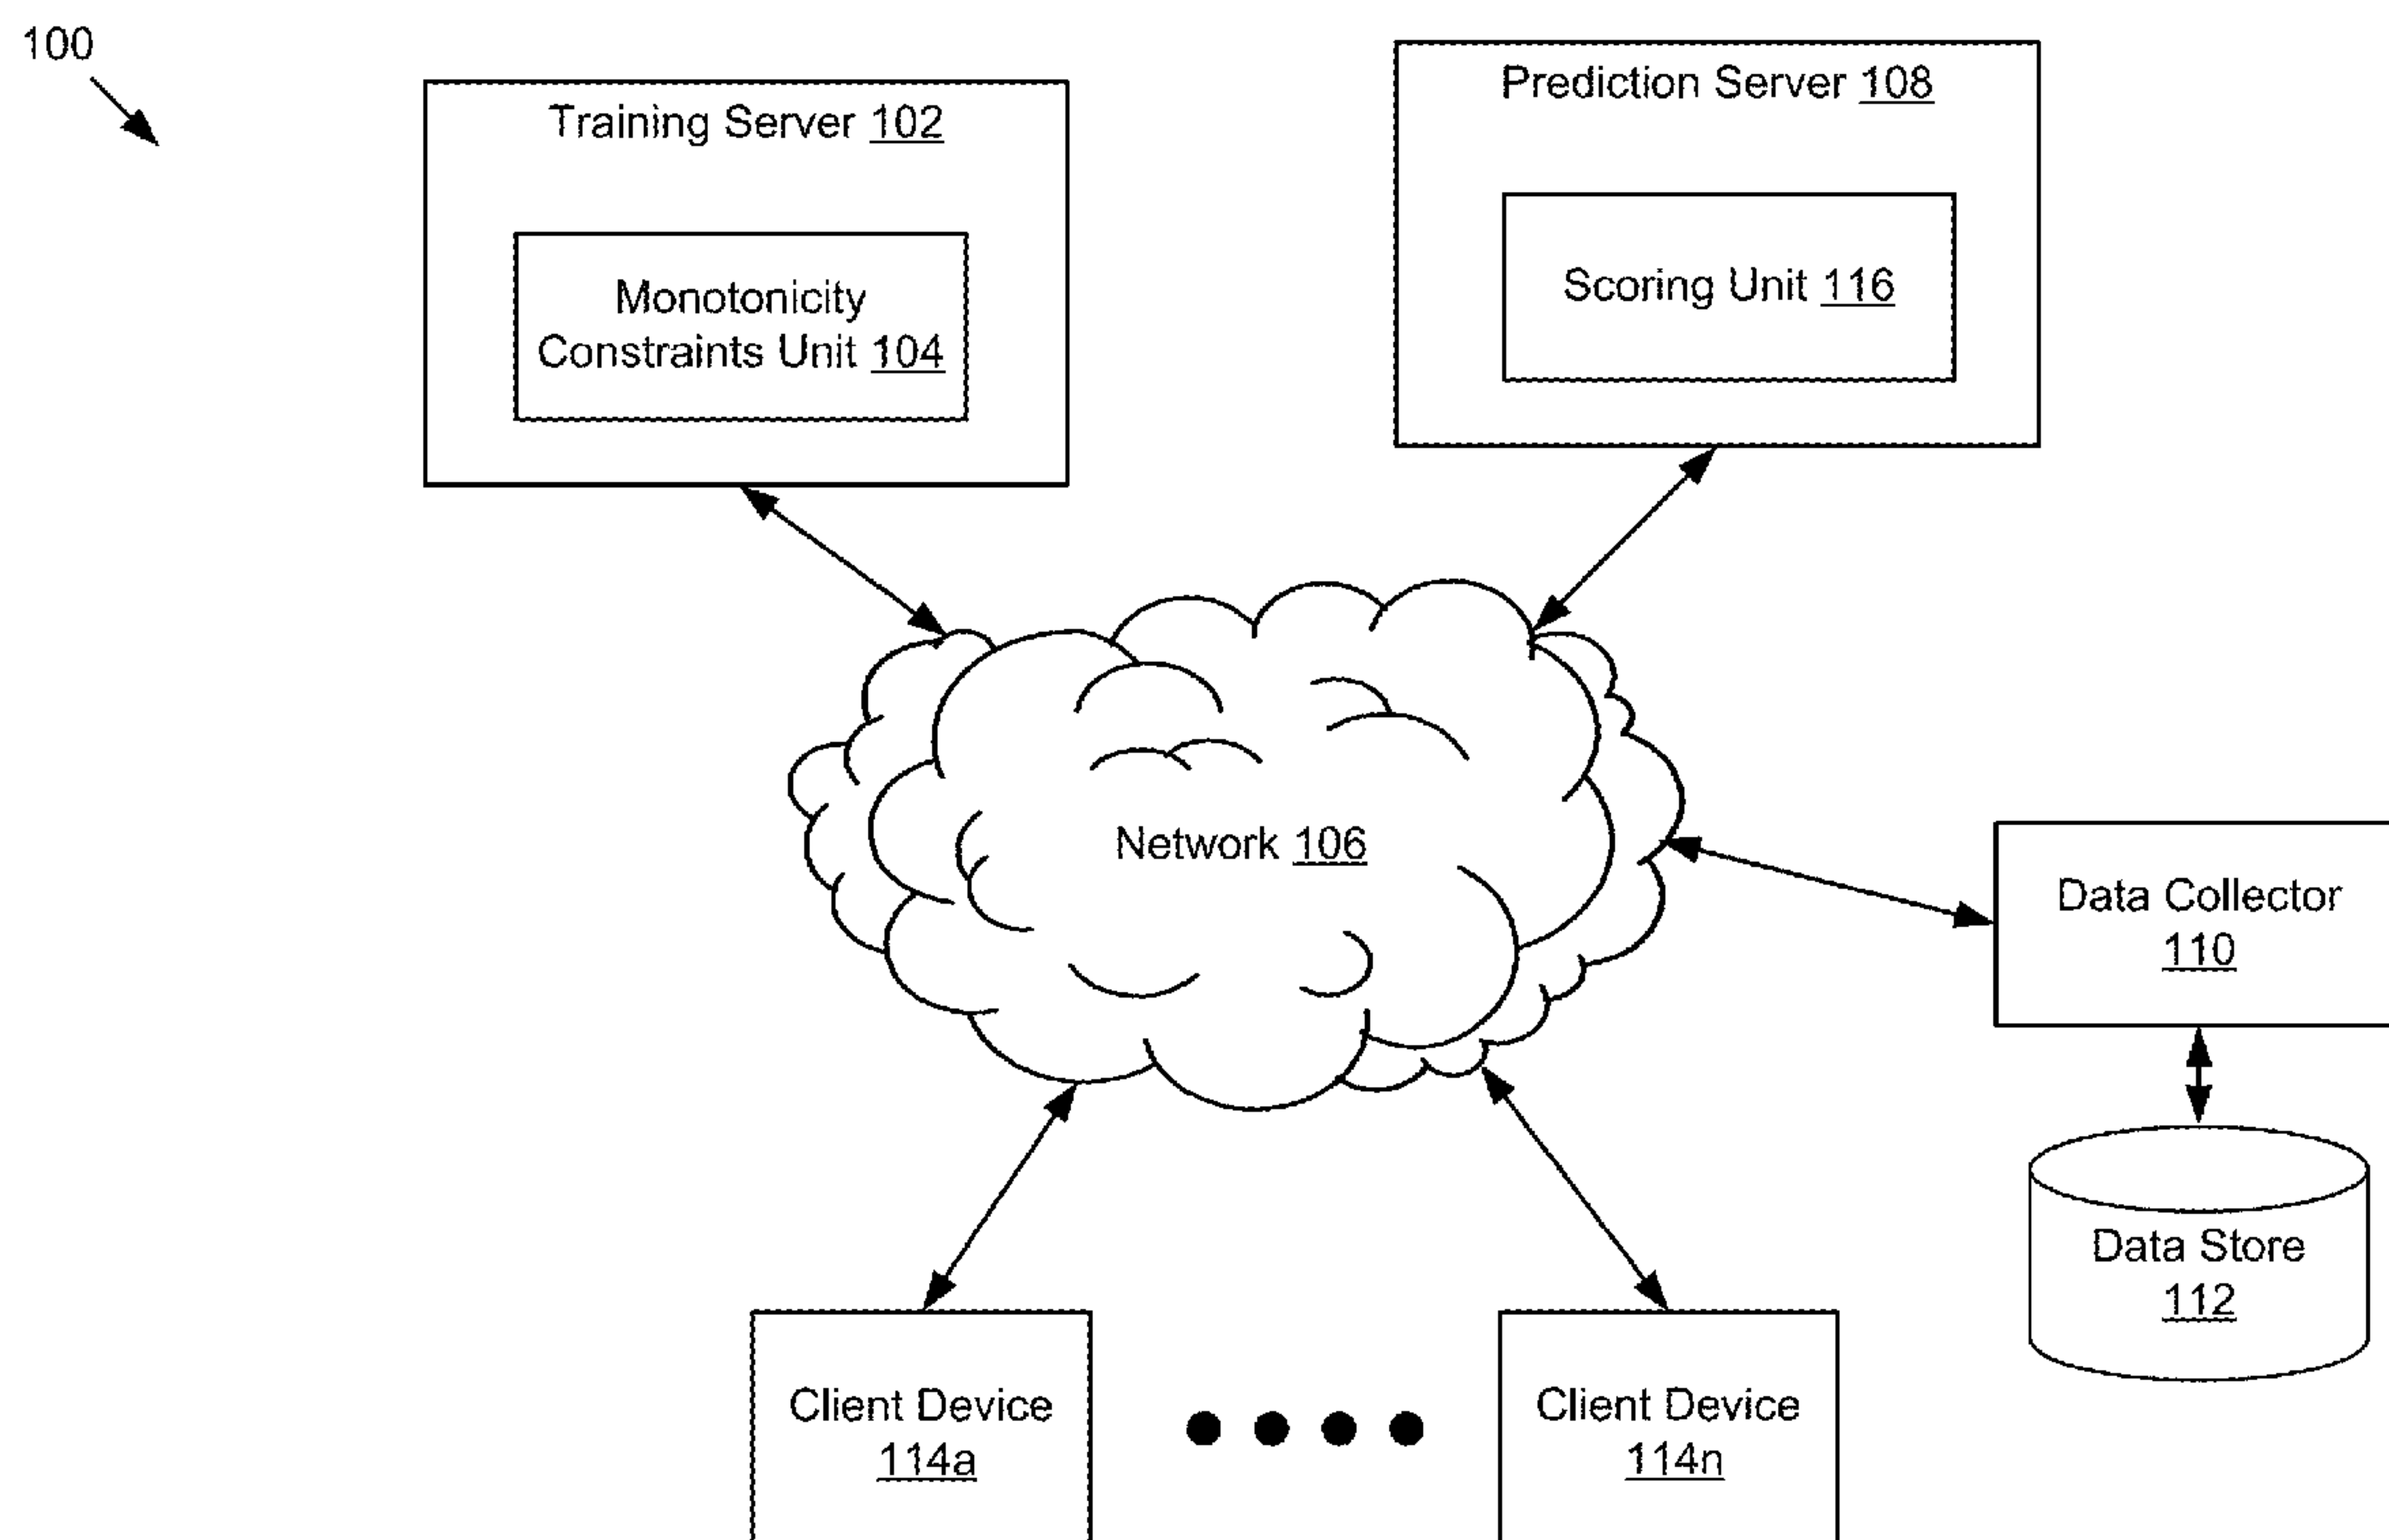 100
Training Server 102
Monotonicity
Constraints Unit 104
Prediction Server 108
Scoring Unit 116
Network 106
Data Collector
110
Data Store
112
Client Device
114a
Client Device
114n